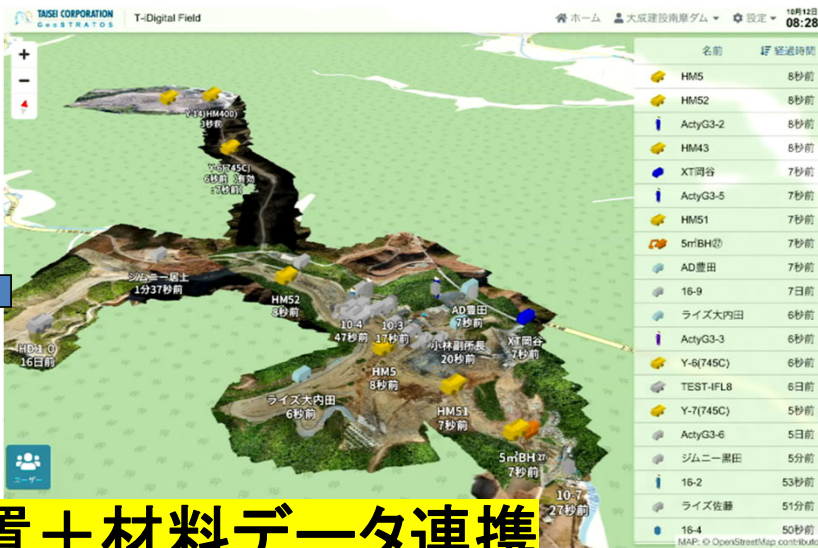 TAISEI CORPORATION
GeoSTRATOS
T-iDigital Field
ホーム
大成建設南摩ダム
設定
10月12日
08:28
名前
経過時間
HM5 8秒前
HM52 8秒前
ActyG3-2 8秒前
HM43 8秒前
XT岡谷 7秒前
ActyG3-5 7秒前
HM51 7秒前
5㎥BH㉗ 7秒前
AD豊田 7秒前
16-9 7日前
ライズ大内田 6秒前
ActyG3-3 6秒前
Y-6(745C) 6秒前
TEST-IFL8 6日前
Y-7(745C) 5秒前
ActyG3-6 5日前
ジムニー黒田 5分前
16-2 53秒前
ライズ佐藤 51分前
16-4 50秒前
MAP: © OpenStreetMap contributo
Y-14(HM400)
3秒前
Y-6(745C)
6秒前（有効
: 7秒前）
ジムニー居土
1分37秒前
HM52
8秒前
10-4
47秒前
10-3
17秒前
AD豊田
7秒前
小林副所長
20秒前
XT岡谷
7秒前
HM5
8秒前
16日前
ライズ大内田
6秒前
HM51
7秒前
5㎥BH㉗
7秒前
10-7
27秒前
ユーザー
置＋材料データ連携